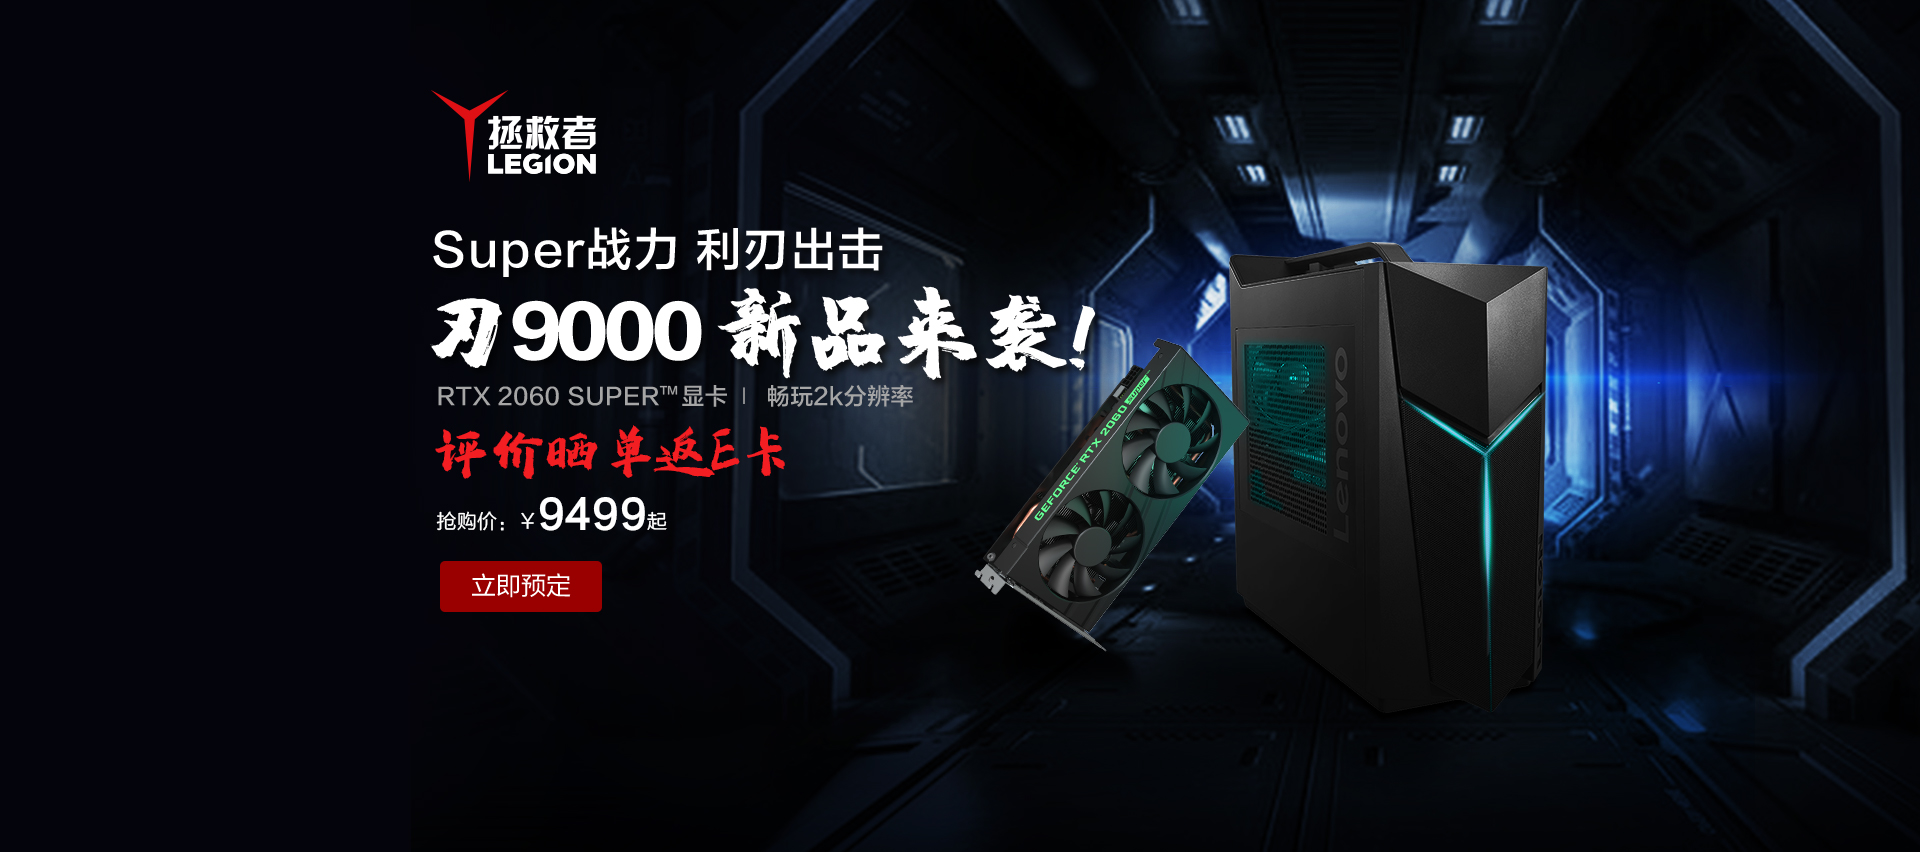 拯救者
LEGION
Super战力 利刃出击
刃9000 新品来袭!
RTX 2060 SUPER™显卡 | 畅玩2k分辨率
评价晒单返E卡
抢购价：￥9499起
立即预定
GEFORCE RTX 2060 SUPER
Lenovo